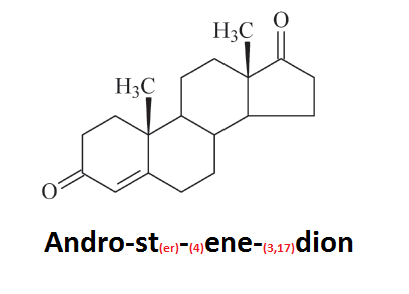 H₃C O
H₃C
O
Andro-st(er)-(4)ene-(3,17)dion